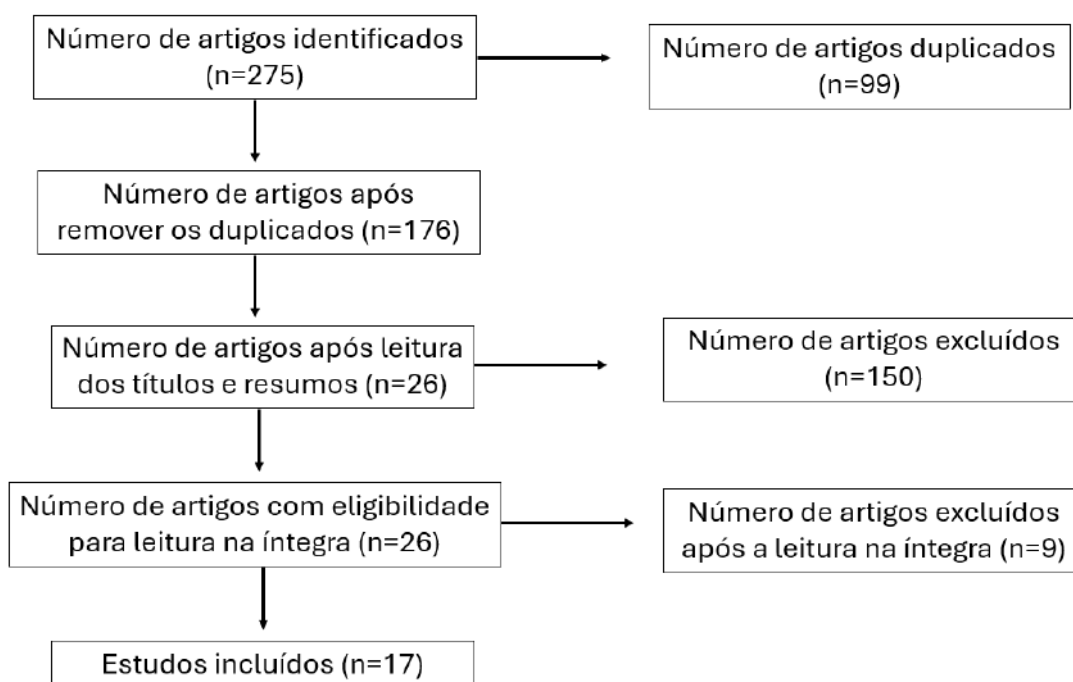 Número de artigos identificados
(n=275)
Número de artigos duplicados
(n=99)
Número de artigos após
remover os duplicados (n=176)
Número de artigos após leitura
dos títulos e resumos (n=26)
Número de artigos excluídos
(n=150)
Número de artigos com eligibilidade
para leitura na íntegra (n=26)
Número de artigos excluídos
após a leitura na íntegra (n=9)
Estudos incluídos (n=17)